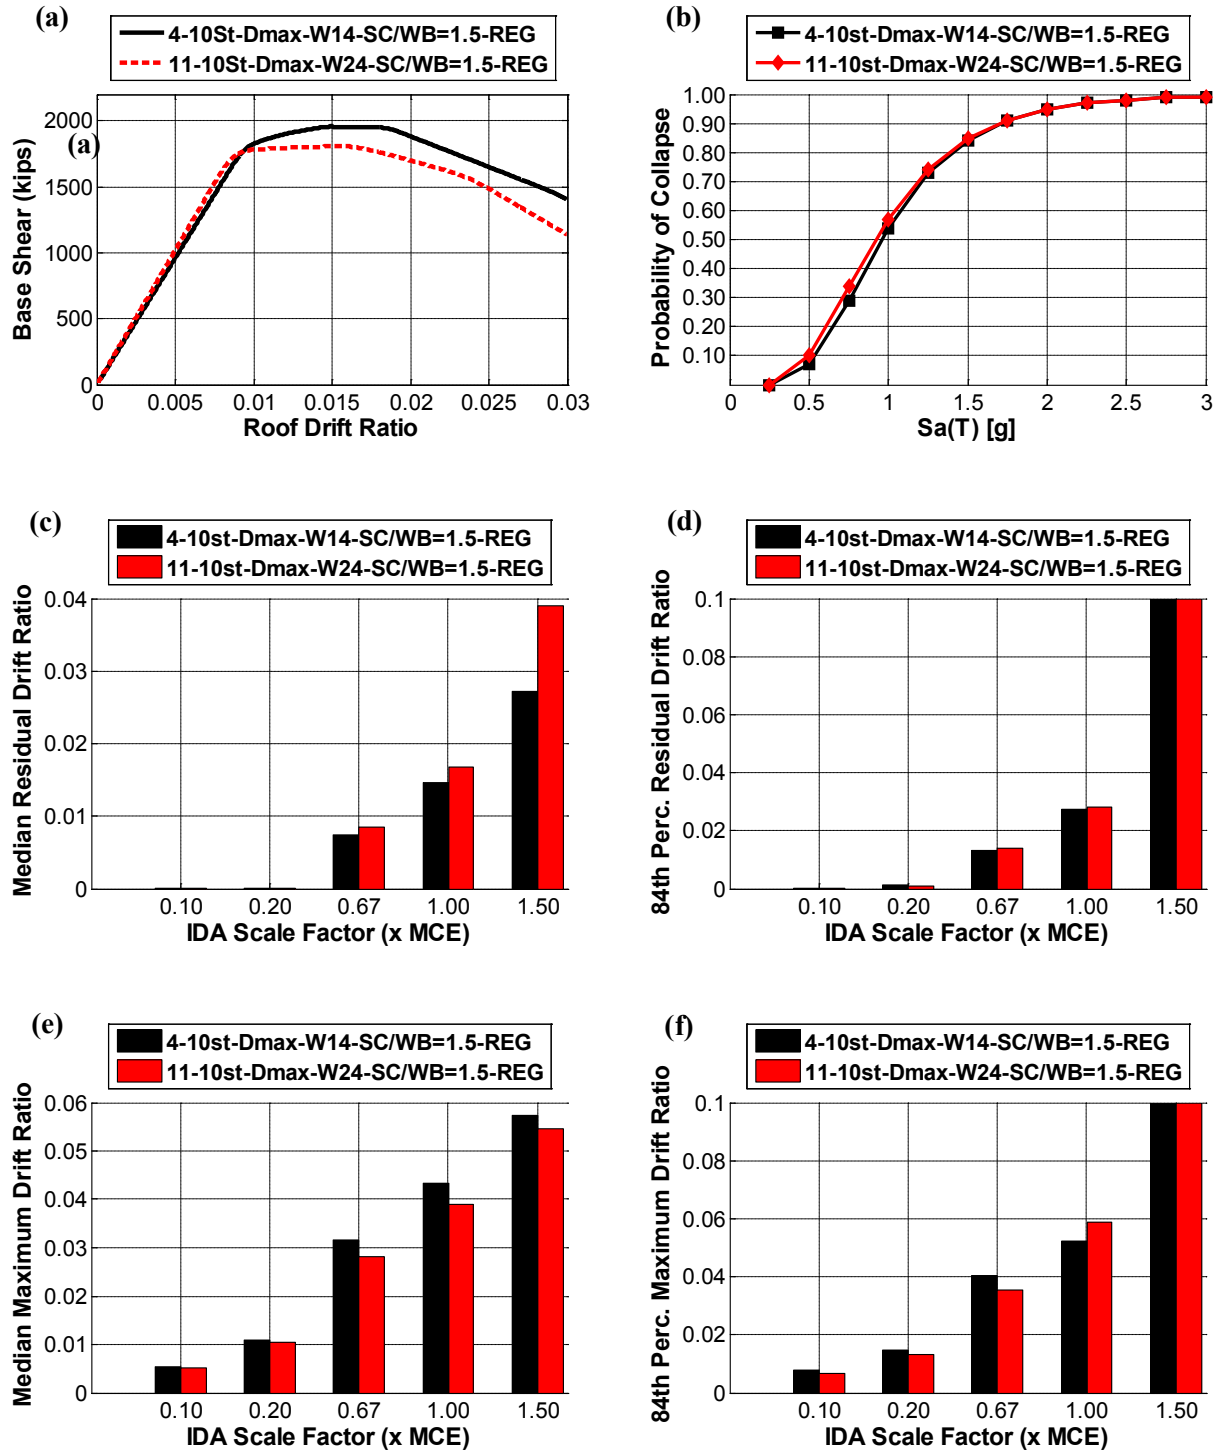 (a)
4-10St-Dmax-W14-SC/WB=1.5-REG
11-10St-Dmax-W24-SC/WB=1.5-REG
Base Shear (kips)
2000
1500
1000
500
0
(a)
0 0.005 0.01 0.015 0.02 0.025 0.03
Roof Drift Ratio
(b)
4-10st-Dmax-W14-SC/WB=1.5-REG
11-10st-Dmax-W24-SC/WB=1.5-REG
Probability of Collapse
1.00
0.90
0.80
0.70
0.60
0.50
0.40
0.30
0.20
0.10
0 0.5 1 1.5 2 2.5 3
Sa(T) [g]
(c)
4-10st-Dmax-W14-SC/WB=1.5-REG
11-10st-Dmax-W24-SC/WB=1.5-REG
Median Residual Drift Ratio
0.04
0.03
0.02
0.01
0
0.10 0.20 0.67 1.00 1.50
IDA Scale Factor (x MCE)
(d)
4-10st-Dmax-W14-SC/WB=1.5-REG
11-10st-Dmax-W24-SC/WB=1.5-REG
84th Perc. Residual Drift Ratio
0.1
0.08
0.06
0.04
0.02
0
0.10 0.20 0.67 1.00 1.50
IDA Scale Factor (x MCE)
(e)
4-10st-Dmax-W14-SC/WB=1.5-REG
11-10st-Dmax-W24-SC/WB=1.5-REG
Median Maximum Drift Ratio
0.06
0.05
0.04
0.03
0.02
0.01
0
0.10 0.20 0.67 1.00 1.50
IDA Scale Factor (x MCE)
(f)
4-10st-Dmax-W14-SC/WB=1.5-REG
11-10st-Dmax-W24-SC/WB=1.5-REG
84th Perc. Maximum Drift Ratio
0.1
0.08
0.06
0.04
0.02
0
0.10 0.20 0.67 1.00 1.50
IDA Scale Factor (x MCE)